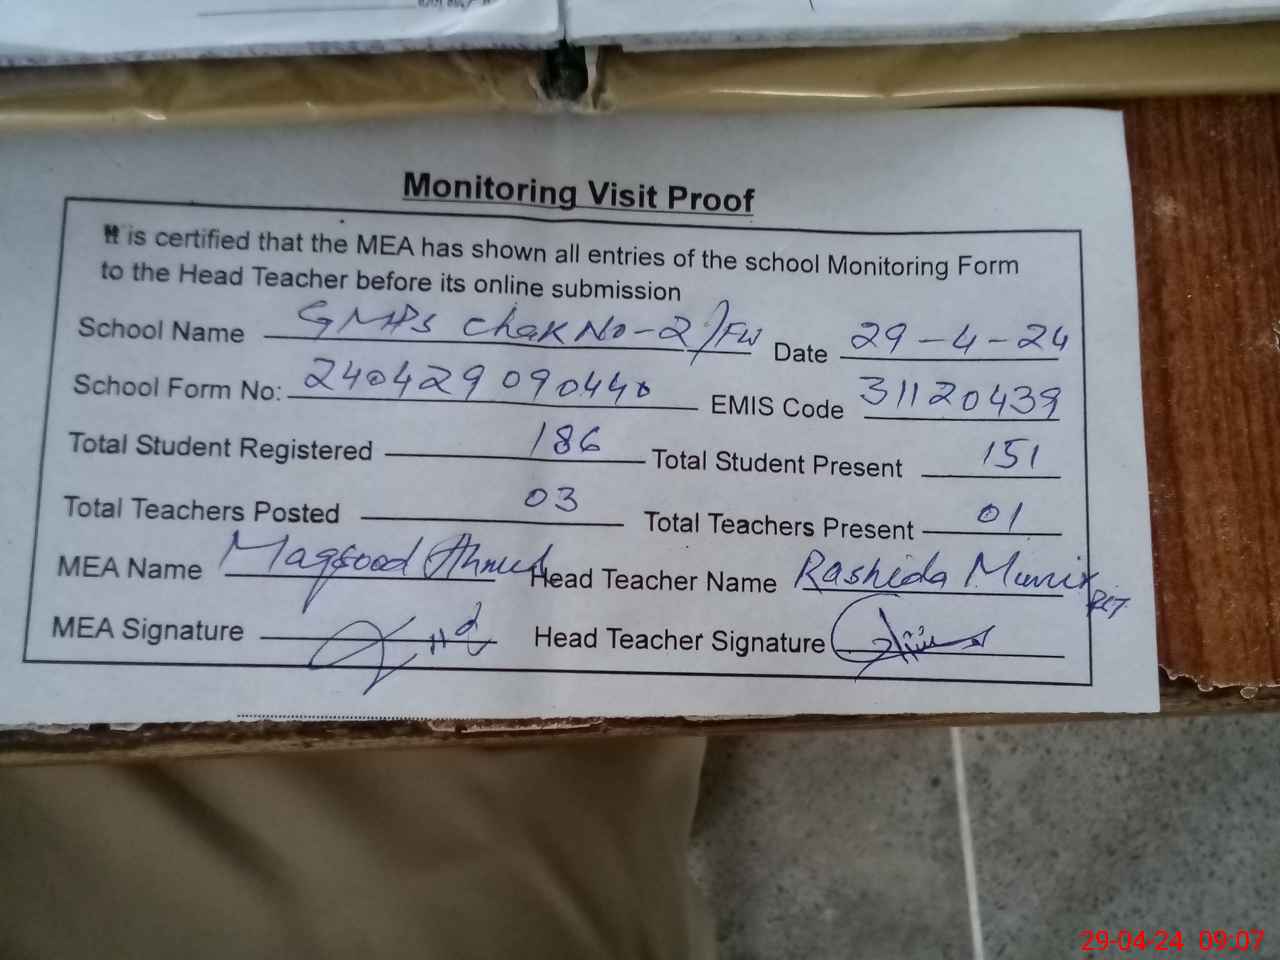 Monitoring Visit Proof
It is certified that the MEA has shown all entries of the school Monitoring Form
to the Head Teacher before its online submission
School Name GMPS Chak No-2/FW Date 29-4-24
School Form No: 240429090440 EMIS Code 31120439
Total Student Registered 186 Total Student Present 151
Total Teachers Posted 03 Total Teachers Present 01
MEA Name Maqsood Ahmed Head Teacher Name Rashida Munir
MEA Signature Head Teacher Signature
29-04-24 09:07